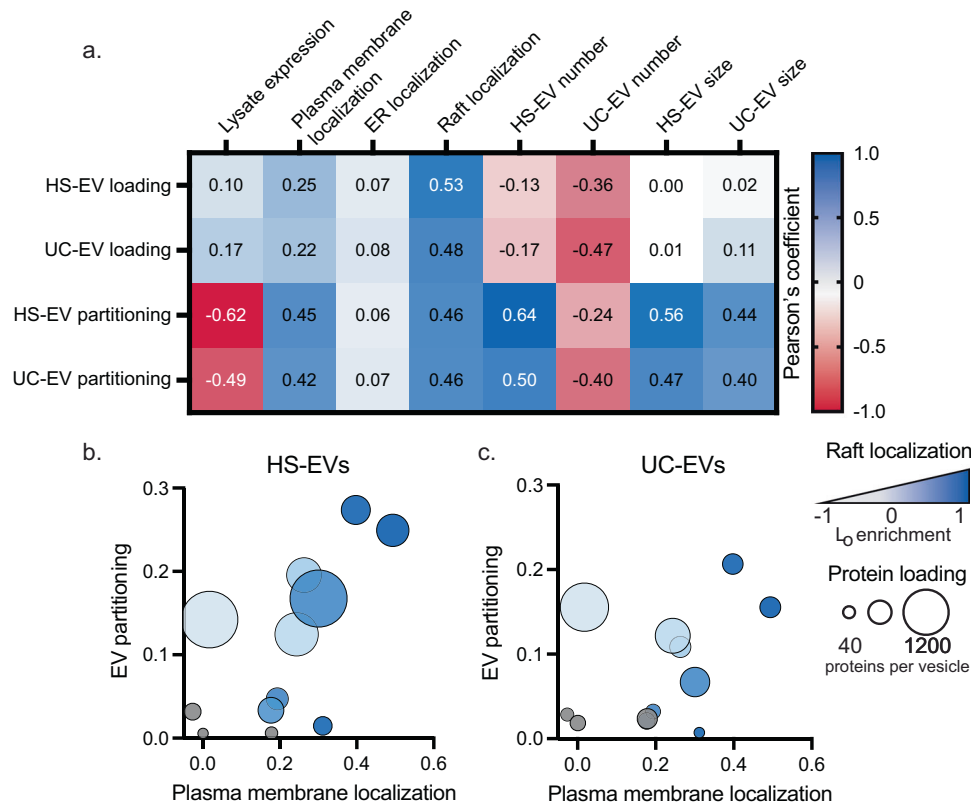 a.
Lysate expression
Plasma membrane
localization
ER localization
Raft localization
HS-EV number
UC-EV number
HS-EV size
UC-EV size
HS-EV loading
0.10 0.25 0.07 0.53 -0.13 -0.36 0.00 0.02
UC-EV loading
0.17 0.22 0.08 0.48 -0.17 -0.47 0.01 0.11
HS-EV partitioning
-0.62 0.45 0.06 0.46 0.64 -0.24 0.56 0.44
UC-EV partitioning
-0.49 0.42 0.07 0.46 0.50 -0.40 0.47 0.40
1.0
0.5
0
-0.5
-1.0
Pearson's coefficient
b.
HS-EVs
EV partitioning
0.3
0.2
0.1
0.0
0.0 0.2 0.4 0.6
Plasma membrane localization
c.
UC-EVs
EV partitioning
0.3
0.2
0.1
0.0
0.0 0.2 0.4 0.6
Plasma membrane localization
Raft localization
-1 0 1
Lo enrichment
Protein loading
40 1200
proteins per vesicle